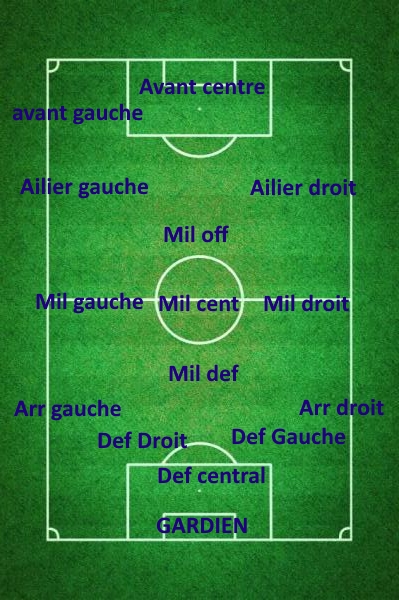 Avant centre
avant gauche
Ailier gauche Ailier droit
Mil off
Mil gauche Mil cent Mil droit
Mil def
Arr gauche Arr droit
Def Droit Def Gauche
Def central
GARDIEN